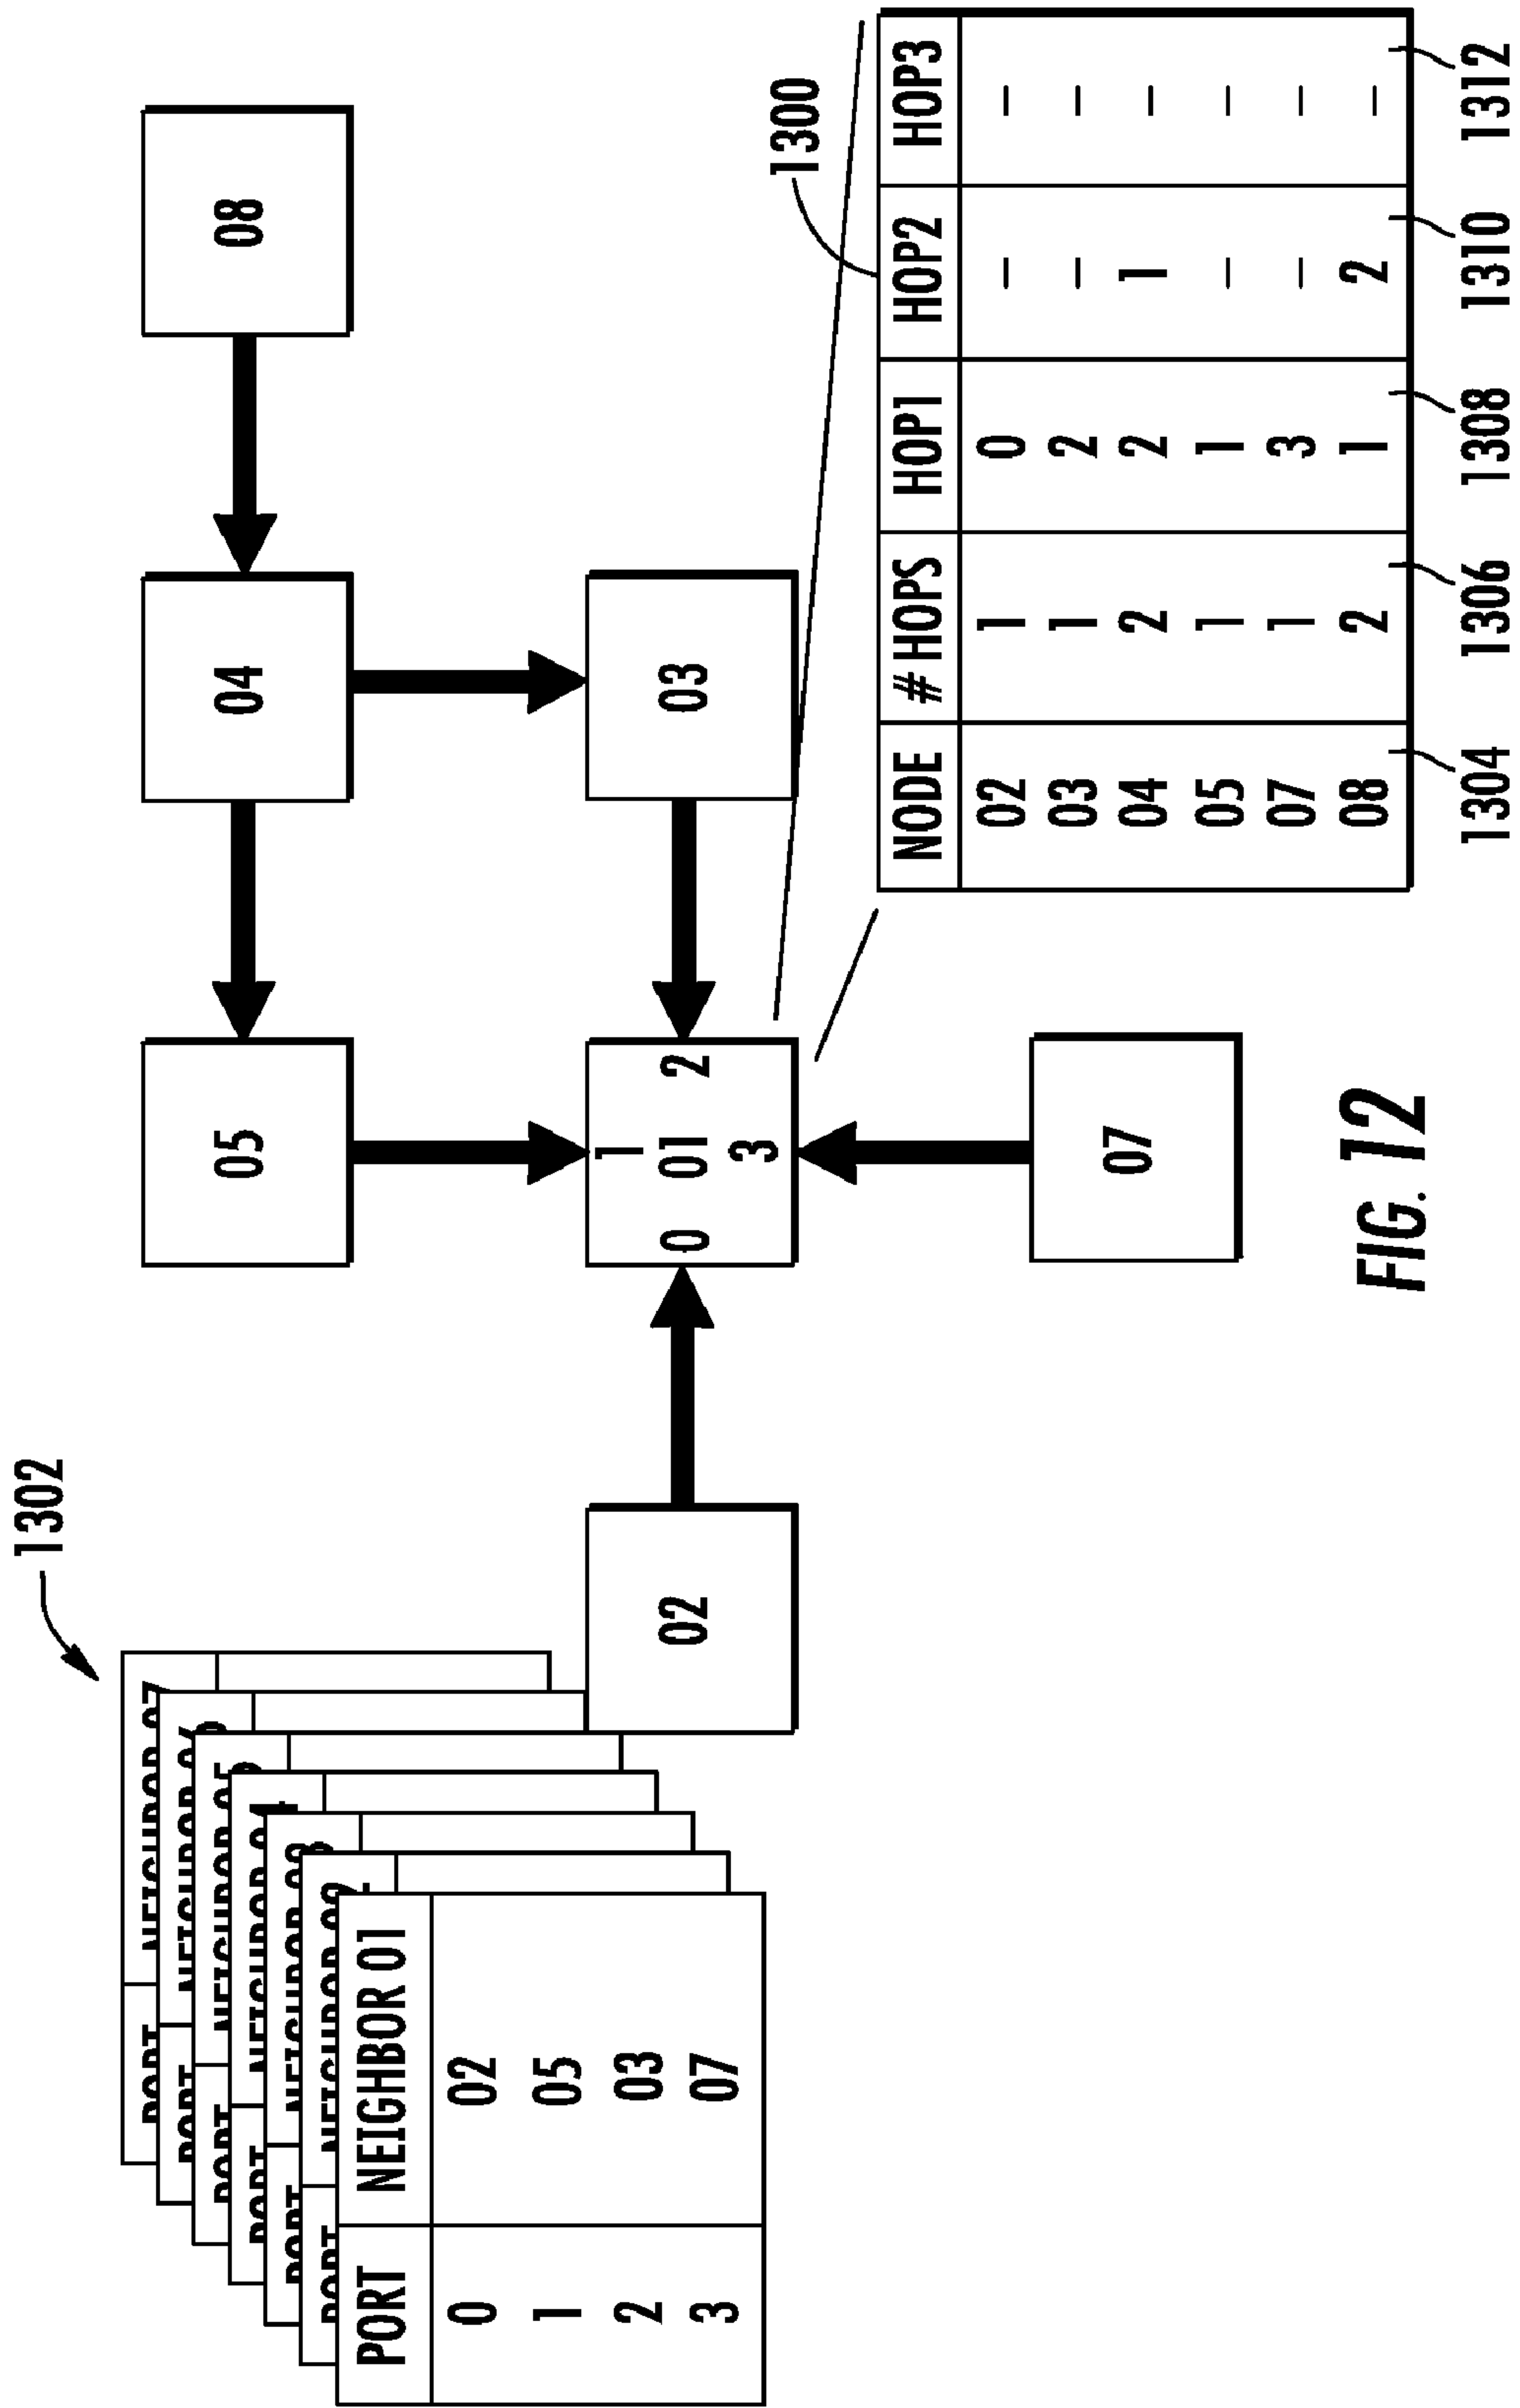 1302
PORT NEIGHBOR 01
0 02
1 05
2 03
3 07
02
05
04
08
1
0 01 2
3
03
07
1300
NODE # HOPS HOP1 HOP2 HOP3
02 1 0 – –
03 1 2 – –
04 2 2 1 –
05 1 1 – –
07 1 3 – –
08 2 1 2 –
1304 1306 1308 1310 1312
FIG. 12